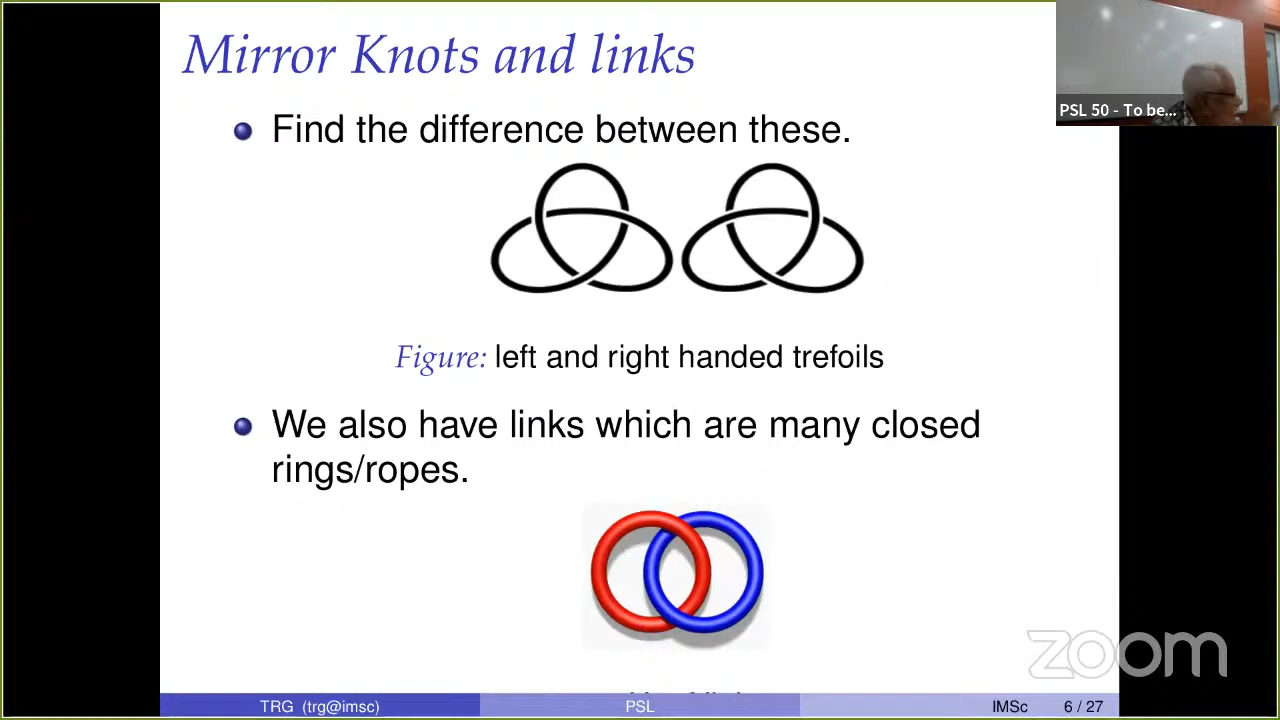 Mirror Knots and links
PSL 50 - To be...
Find the difference between these.
Figure: left and right handed trefoils
We also have links which are many closed
rings/ropes.
zoom
TRG (trg@imsc)
PSL
IMSc
6 / 27